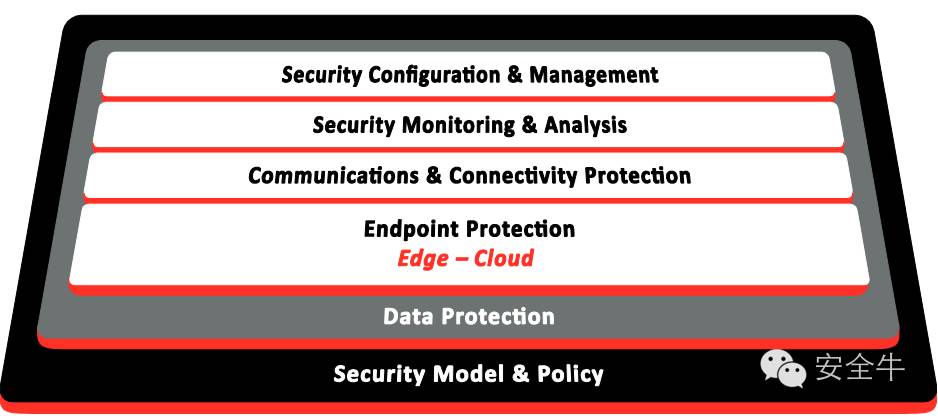 Security Configuration & Management
Security Monitoring & Analysis
Communications & Connectivity Protection
Endpoint Protection
Edge – Cloud
Data Protection
Security Model & Policy
安全牛